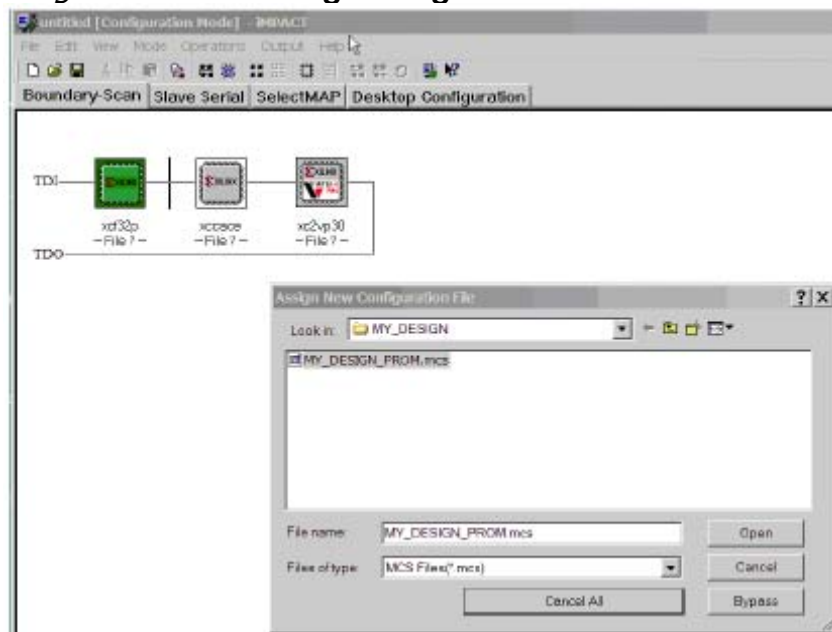 untitled [Configuration Mode] - iMPACT
File Edit View Mode Operations Output Help
Boundary-Scan Slave Serial SelectMAP Desktop Configuration
TDI
XILINX
xcf32p
-File ?-
xccace
-File ?-
xc2vp30
-File ?-
TDO
Assign New Configuration File
Look in: MY_DESIGN
MY_DESIGN_PROM.mcs
File name: MY_DESIGN_PROM.mcs Open
Files of type: MCS Files(*.mcs) Cancel
Cancel All Bypass